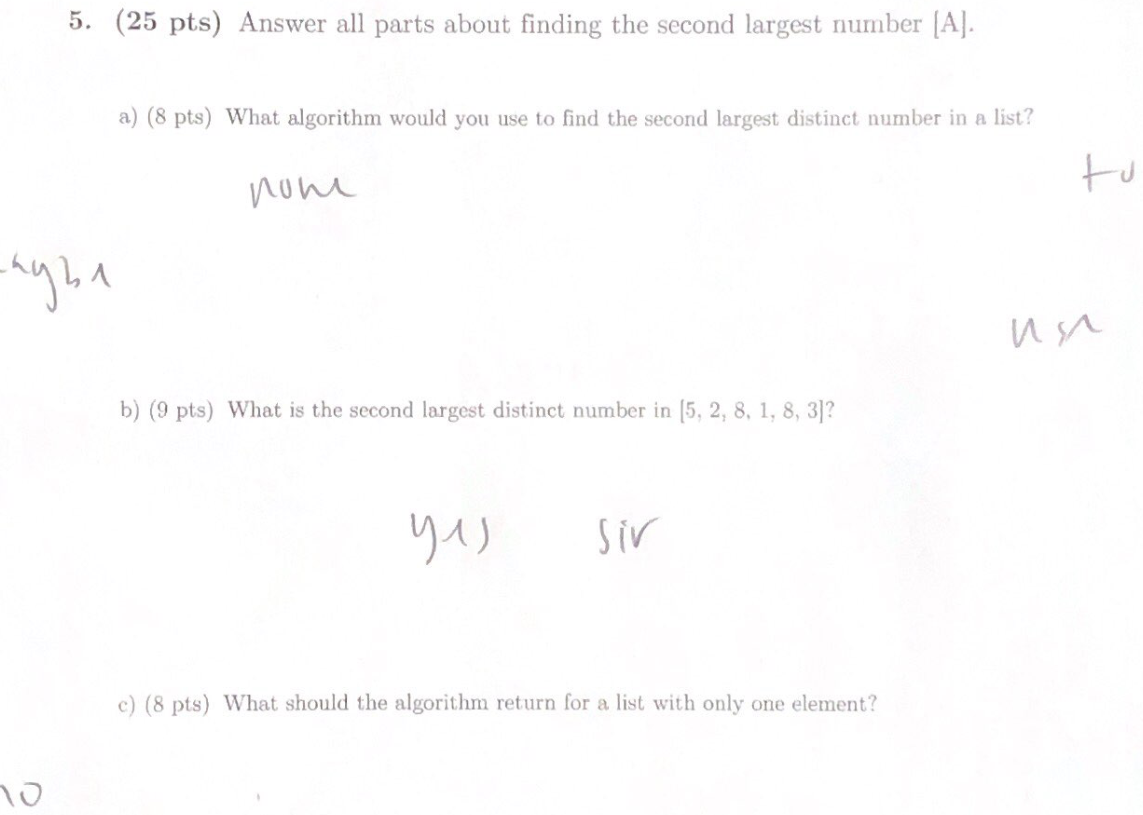 5. (25 pts) Answer all parts about finding the second largest number [A].
a) (8 pts) What algorithm would you use to find the second largest distinct number in a list?
none
b) (9 pts) What is the second largest distinct number in [5, 2, 8, 1, 8, 3]?
yes sir
c) (8 pts) What should the algorithm return for a list with only one element?